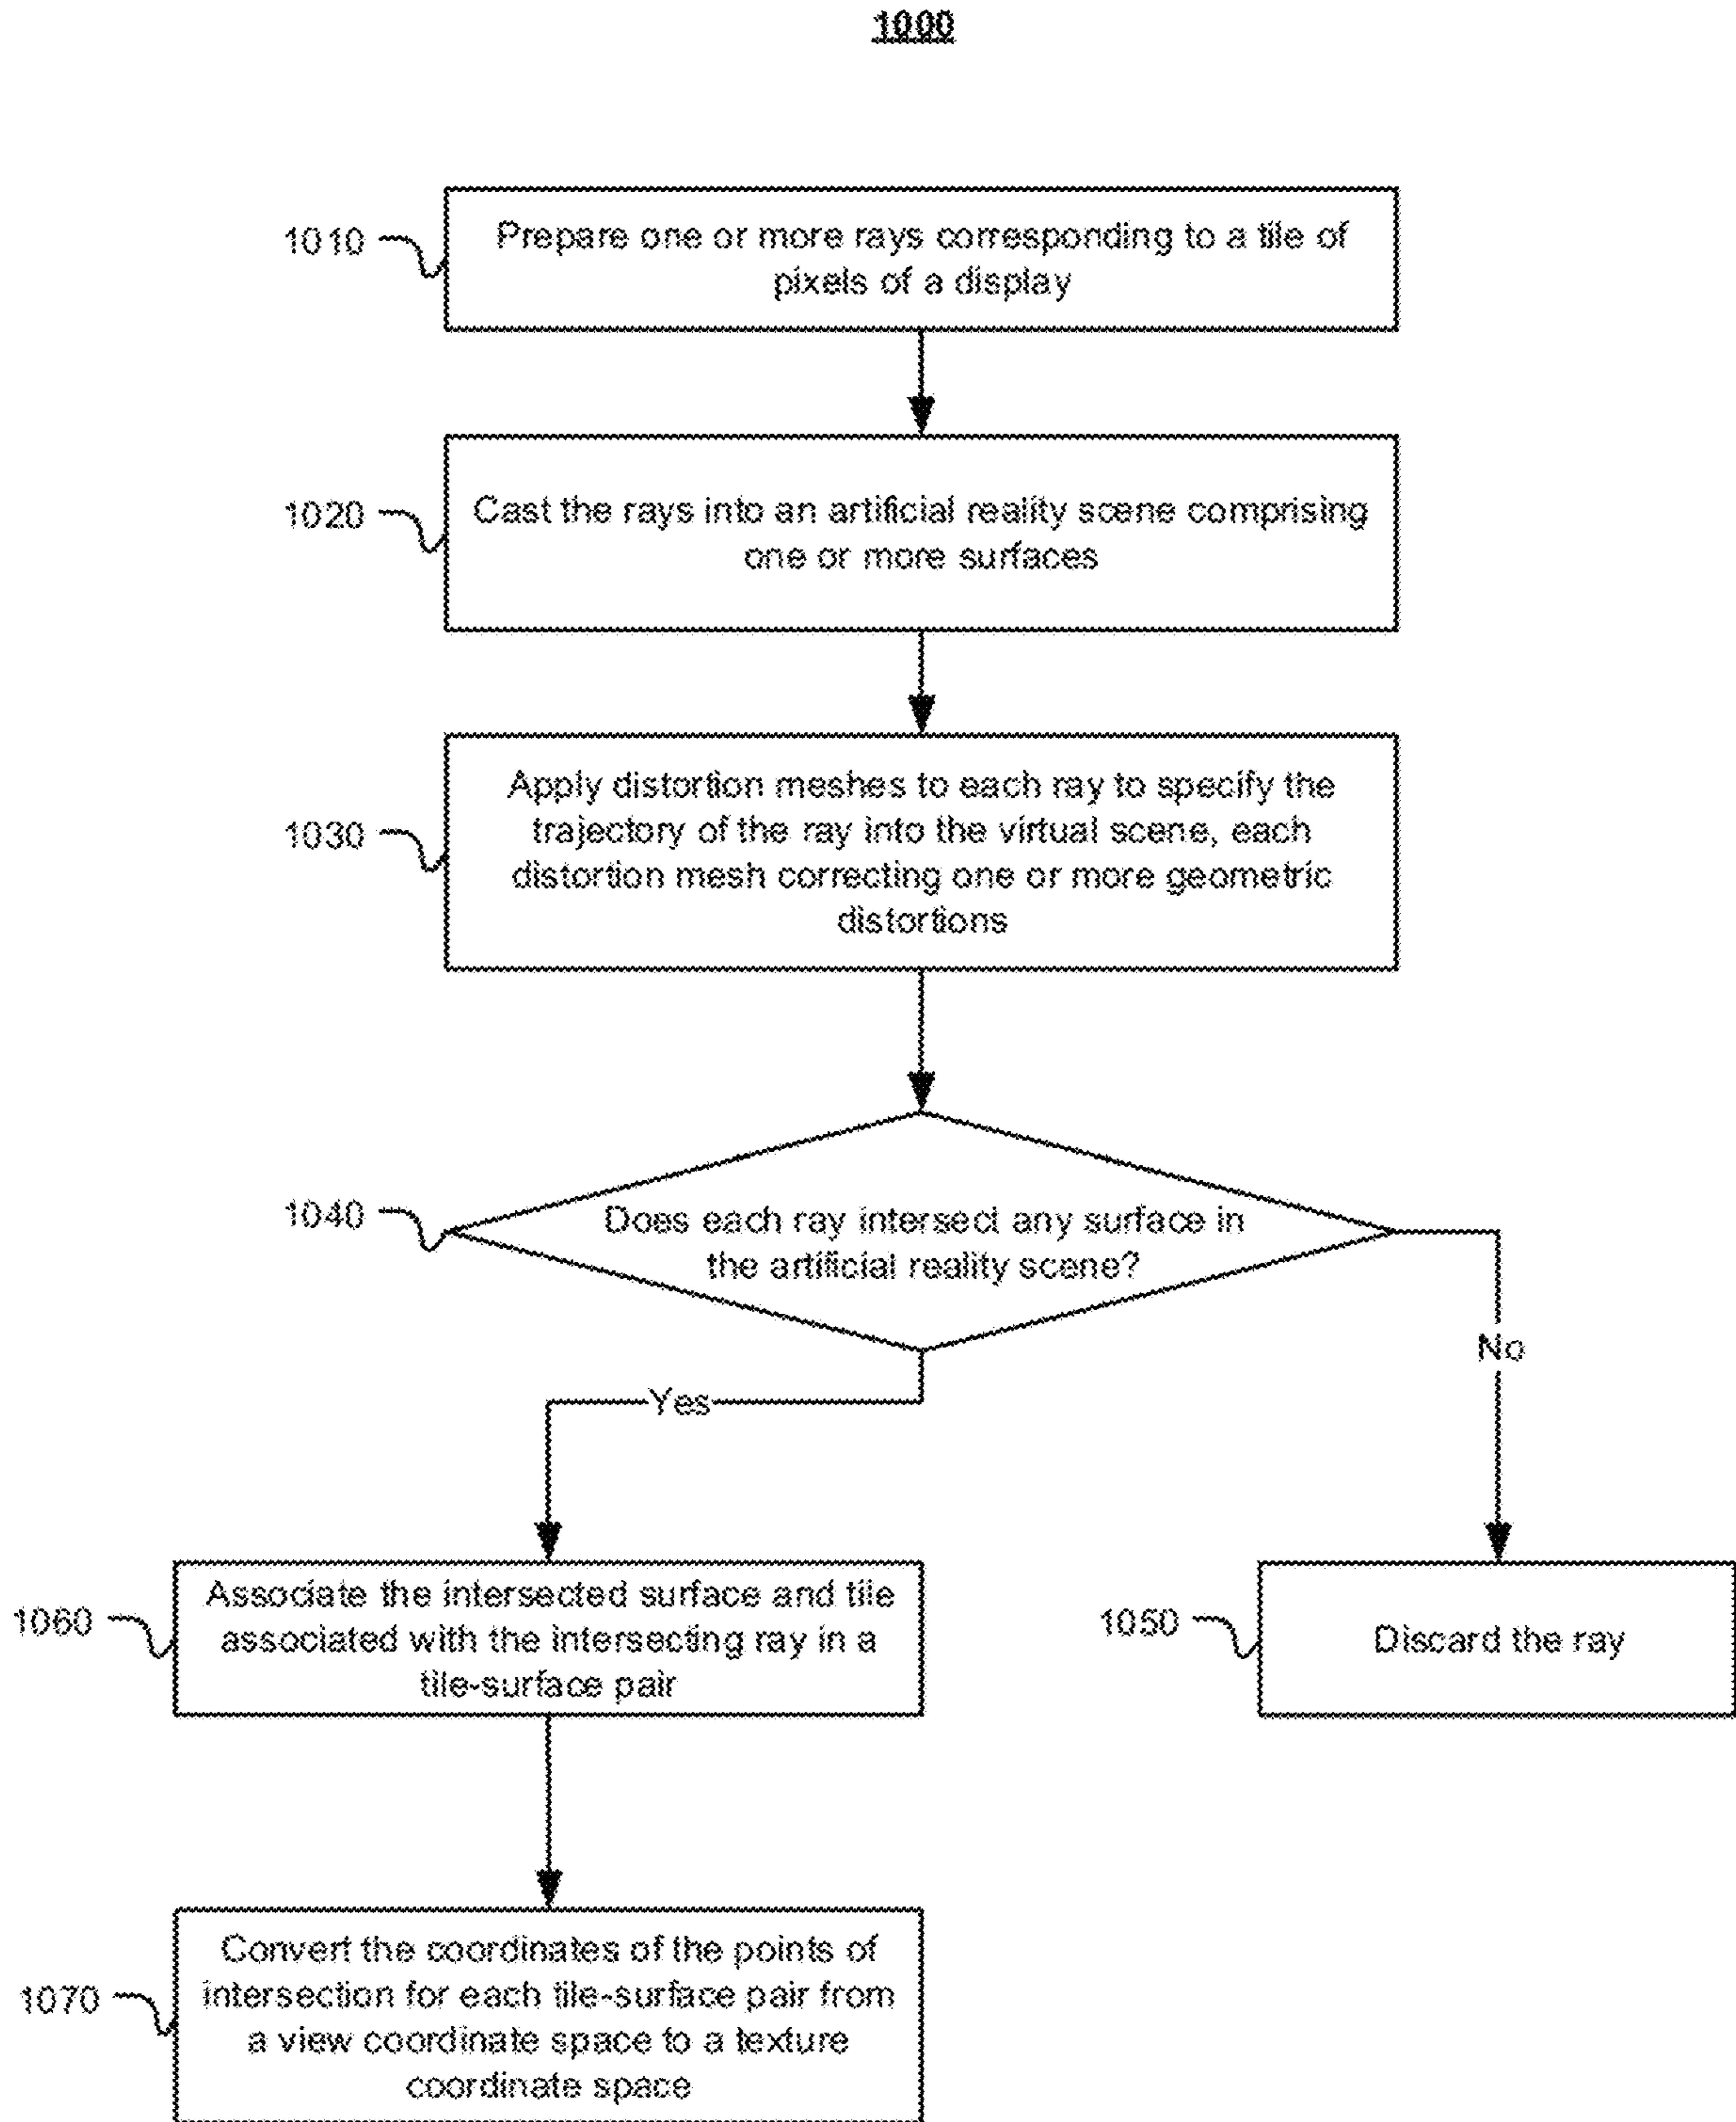 1000
1010
Prepare one or more rays corresponding to a tile of
pixels of a display
1020
Cast the rays into an artificial reality scene comprising
one or more surfaces
1030
Apply distortion meshes to each ray to specify the
trajectory of the ray into the virtual scene, each
distortion mesh correcting one or more geometric
distortions
1040
Does each ray intersect any surface in
the artificial reality scene?
No
Yes
1060
Associate the intersected surface and tile
associated with the intersecting ray in a
tile-surface pair
1050
Discard the ray
1070
Convert the coordinates of the points of
intersection for each tile-surface pair from
a view coordinate space to a texture
coordinate space